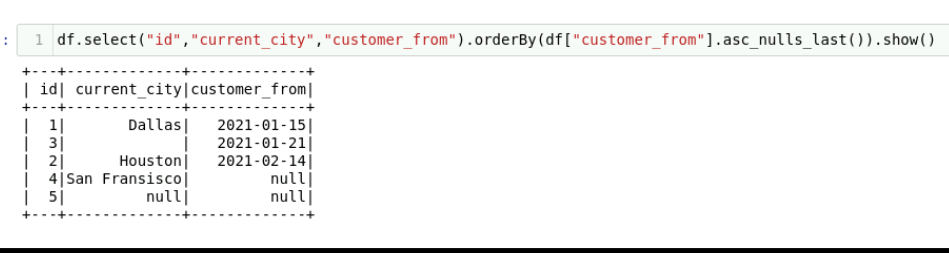 : 1 df.select("id","current_city","customer_from").orderBy(df["customer_from"].asc_nulls_last()).show()
+---+-------------+-------------+
| id| current_city|customer_from|
+---+-------------+-------------+
|  1|       Dallas|   2021-01-15|
|  3|             |   2021-01-21|
|  2|      Houston|   2021-02-14|
|  4|San Fransisco|         null|
|  5|         null|         null|
+---+-------------+-------------+